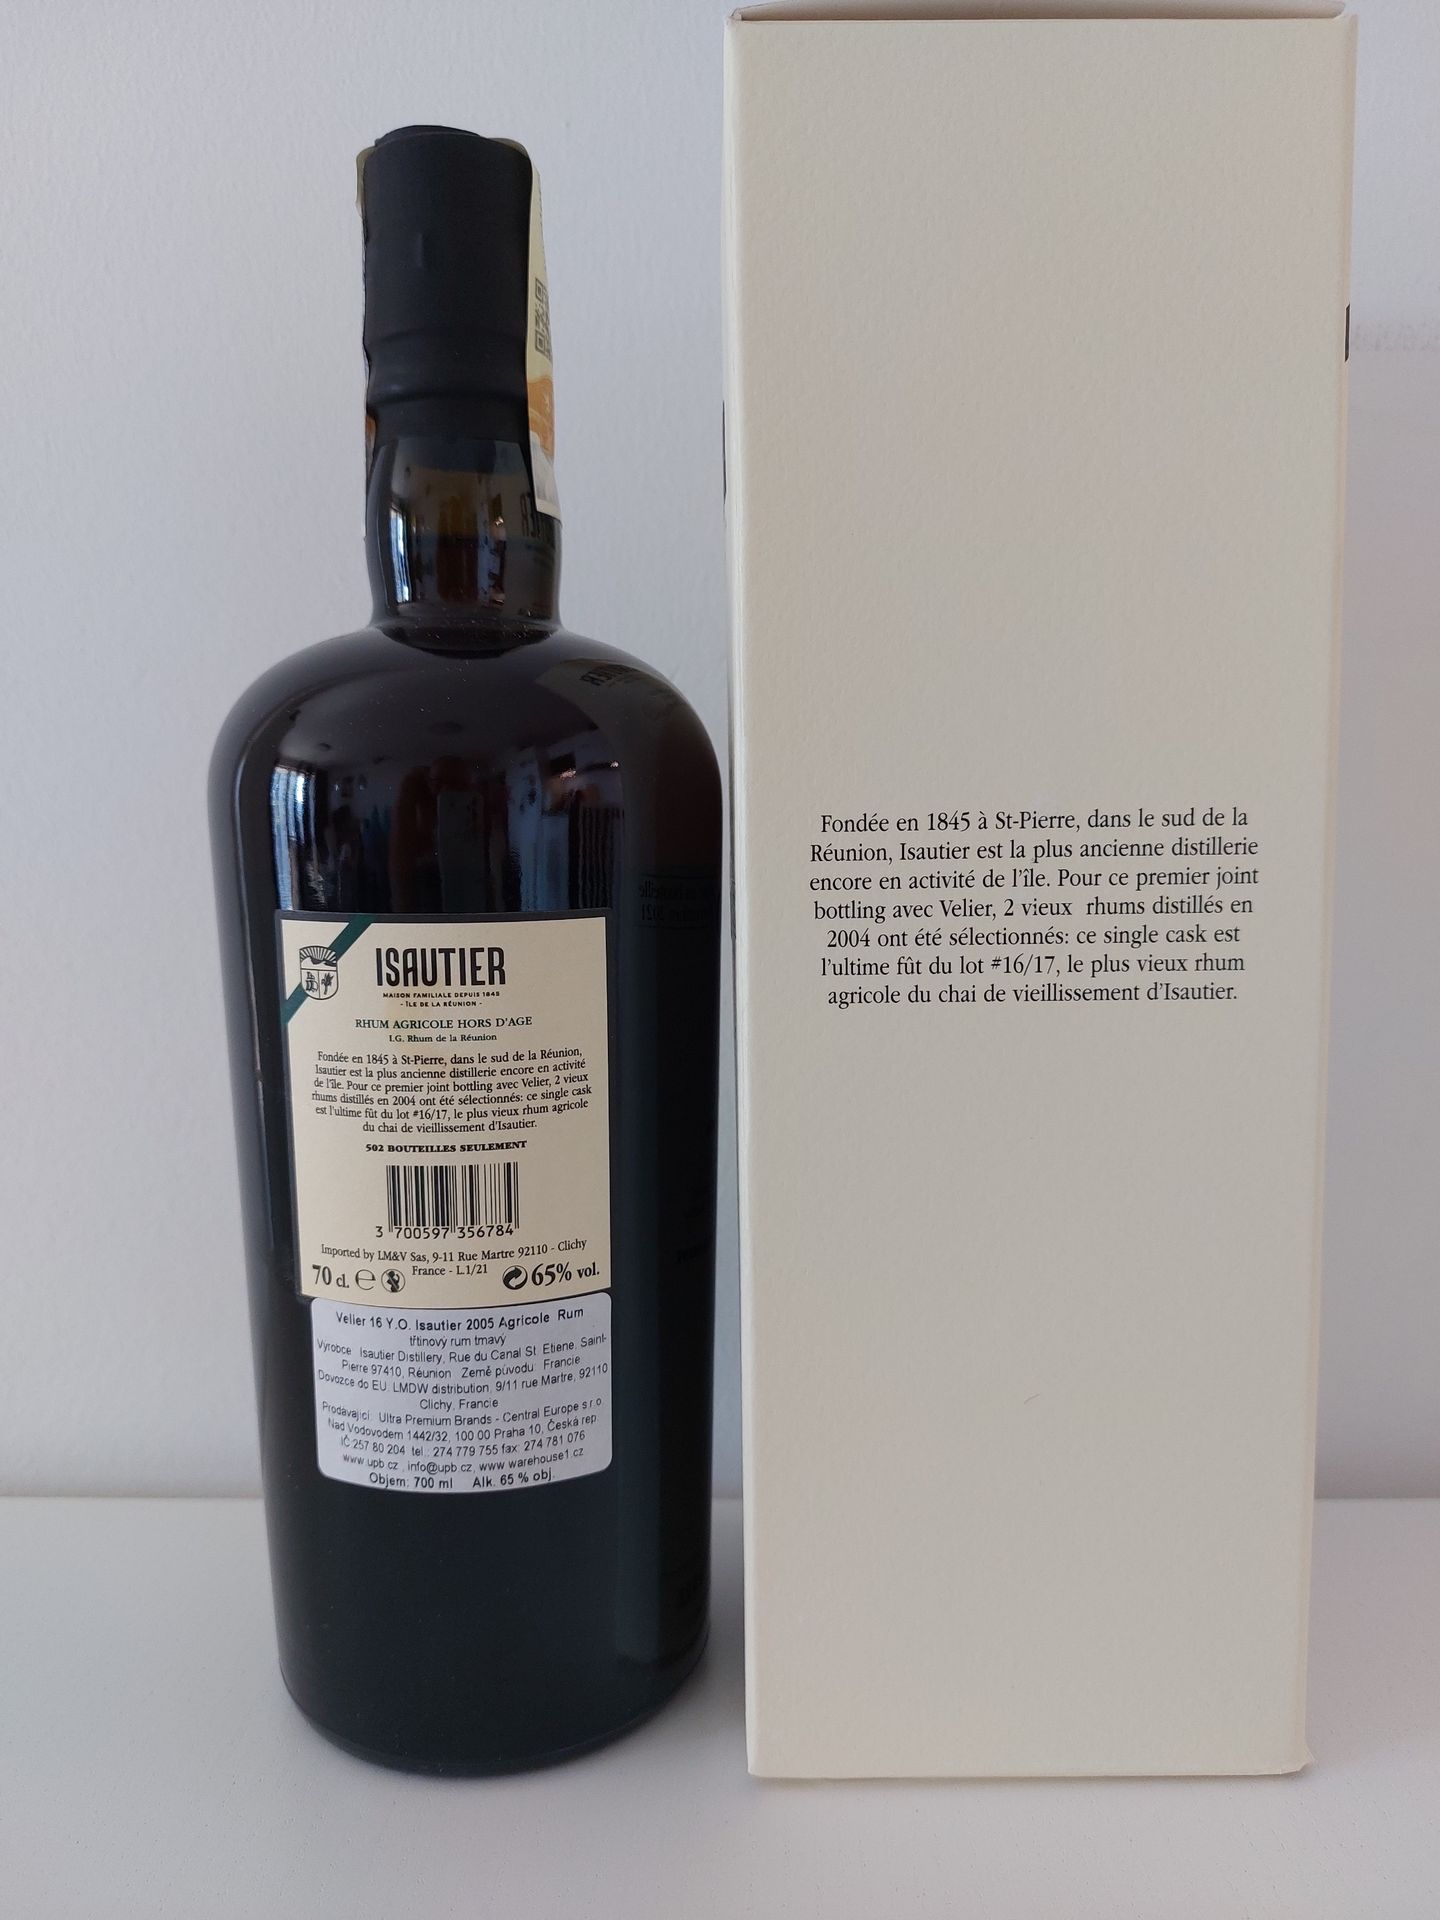 ISAUTIER
MAISON FAMILIALE DEPUIS 1845
- ÎLE DE LA RÉUNION -
RHUM AGRICOLE HORS D'AGE
I.G. Rhum de la Réunion
Fondée en 1845 à St-Pierre, dans le sud de la Réunion,
Isautier est la plus ancienne distillerie encore en activité
de l'île. Pour ce premier joint bottling avec Velier, 2 vieux
rhums distillés en 2004 ont été sélectionnés: ce single cask
est l'ultime fût du lot #16/17, le plus vieux rhum agricole
du chai de vieillissement d'Isautier.
502 BOUTEILLES SEULEMENT
3 700597 356784
Imported by LM&V Sas, 9-11 Rue Martre 92110 - Clichy
France - L.1/21
70 cl. ℮ 65% vol.
Velier 16 Y.O. Isautier 2005 Agricole Rum
třtinový rum tmavý
Výrobce Isautier Distillery, Rue du Canal St. Etiene, Saint-
Pierre 97410, Réunion Země původu: Francie
Dovozce do EU: LMDW distribution, 9/11 rue Martre, 92110
Clichy, Francie
Prodávající: Ultra Premium Brands - Central Europe s.r.o.
Nad Vodovodem 1442/32, 100 00 Praha 10, Česká rep.
IČ:257 80 204 tel.: 274 779 755 fax: 274 781 076
www.upb.cz , info@upb.cz, www.warehouse1.cz
Objem: 700 ml Alk. 65 % obj.
Fondée en 1845 à St-Pierre, dans le sud de la
Réunion, Isautier est la plus ancienne distillerie
encore en activité de l'île. Pour ce premier joint
bottling avec Velier, 2 vieux rhums distillés en
2004 ont été sélectionnés: ce single cask est
l'ultime fût du lot #16/17, le plus vieux rhum
agricole du chai de vieillissement d'Isautier.